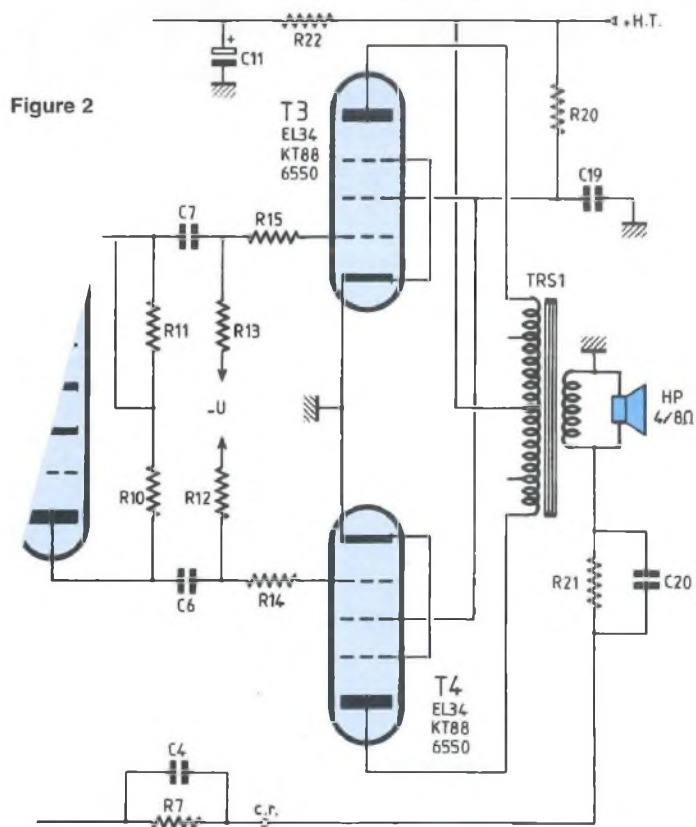 +H.T.
R22
C11
+
Figure 2
R20
T3
EL34
KT88
6550
C19
C7
R15
TRS1
R11
R13
-U
HP
4/8Ω
R10
R12
C6
R14
R21
C20
T4
EL34
KT88
6550
C4
R7
c.r.